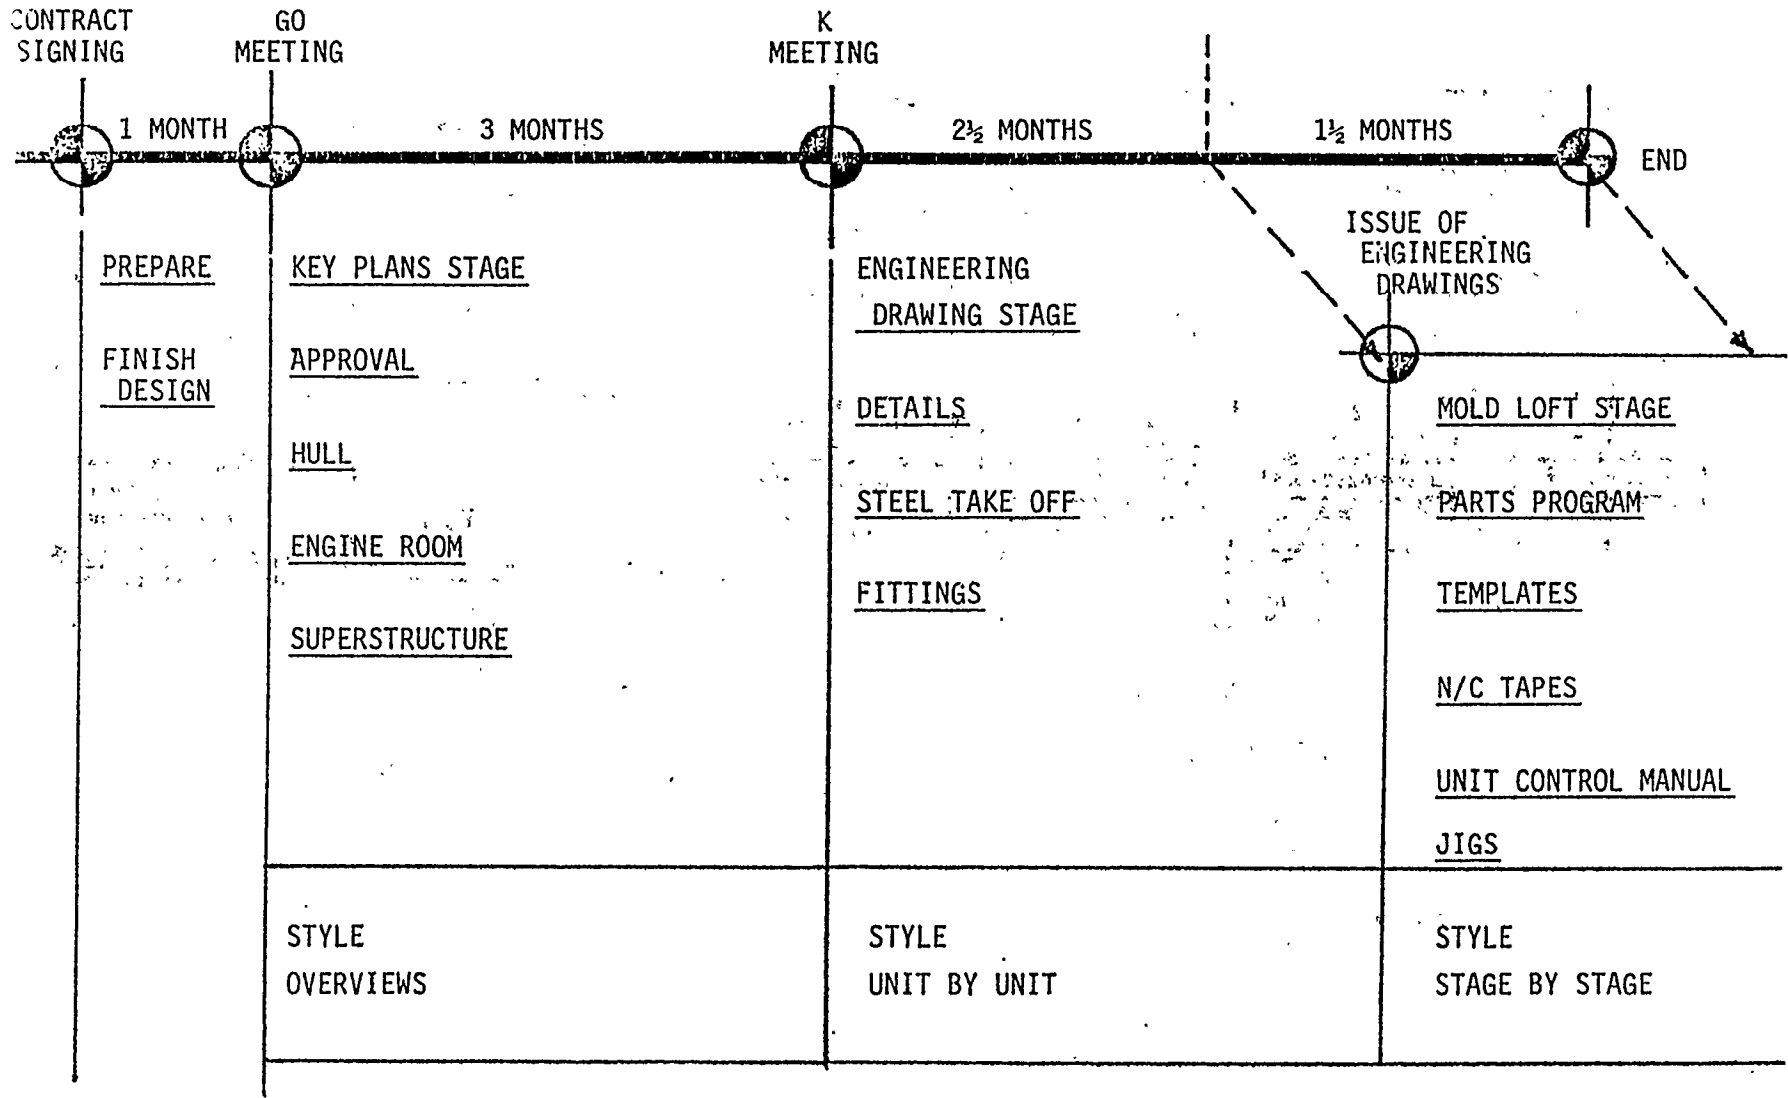 CONTRACT
SIGNING
GO
MEETING
K
MEETING
1 MONTH
3 MONTHS
2½ MONTHS
1½ MONTHS
END
ISSUE OF
ENGINEERING
DRAWINGS
PREPARE
FINISH
DESIGN
KEY PLANS STAGE
APPROVAL
HULL
ENGINE ROOM
SUPERSTRUCTURE
ENGINEERING
DRAWING STAGE
DETAILS
STEEL TAKE OFF
FITTINGS
MOLD LOFT STAGE
PARTS PROGRAM
TEMPLATES
N/C TAPES
UNIT CONTROL MANUAL
JIGS
STYLE
OVERVIEWS
STYLE
UNIT BY UNIT
STYLE
STAGE BY STAGE